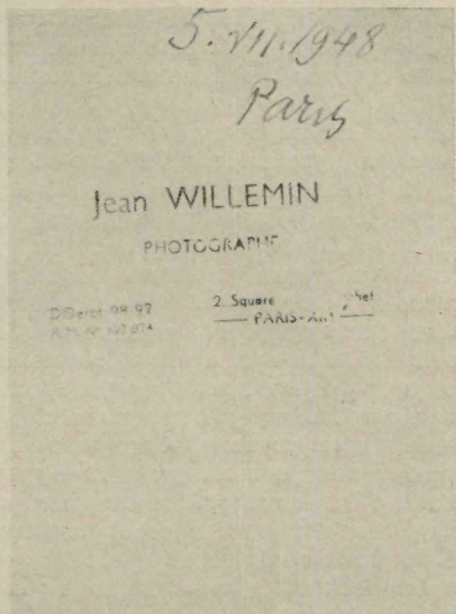 5.VII.1948
Paris
Jean WILLEMIN
PHOTOGRAPHE
DIDerot 99-97
2. Square
PARIS-